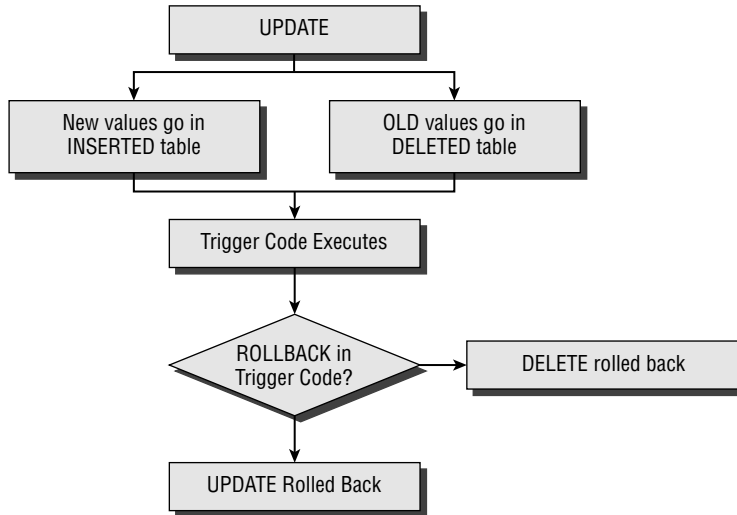 UPDATE
New values go in
INSERTED table
OLD values go in
DELETED table
Trigger Code Executes
ROLLBACK in
Trigger Code?
DELETE rolled back
UPDATE Rolled Back